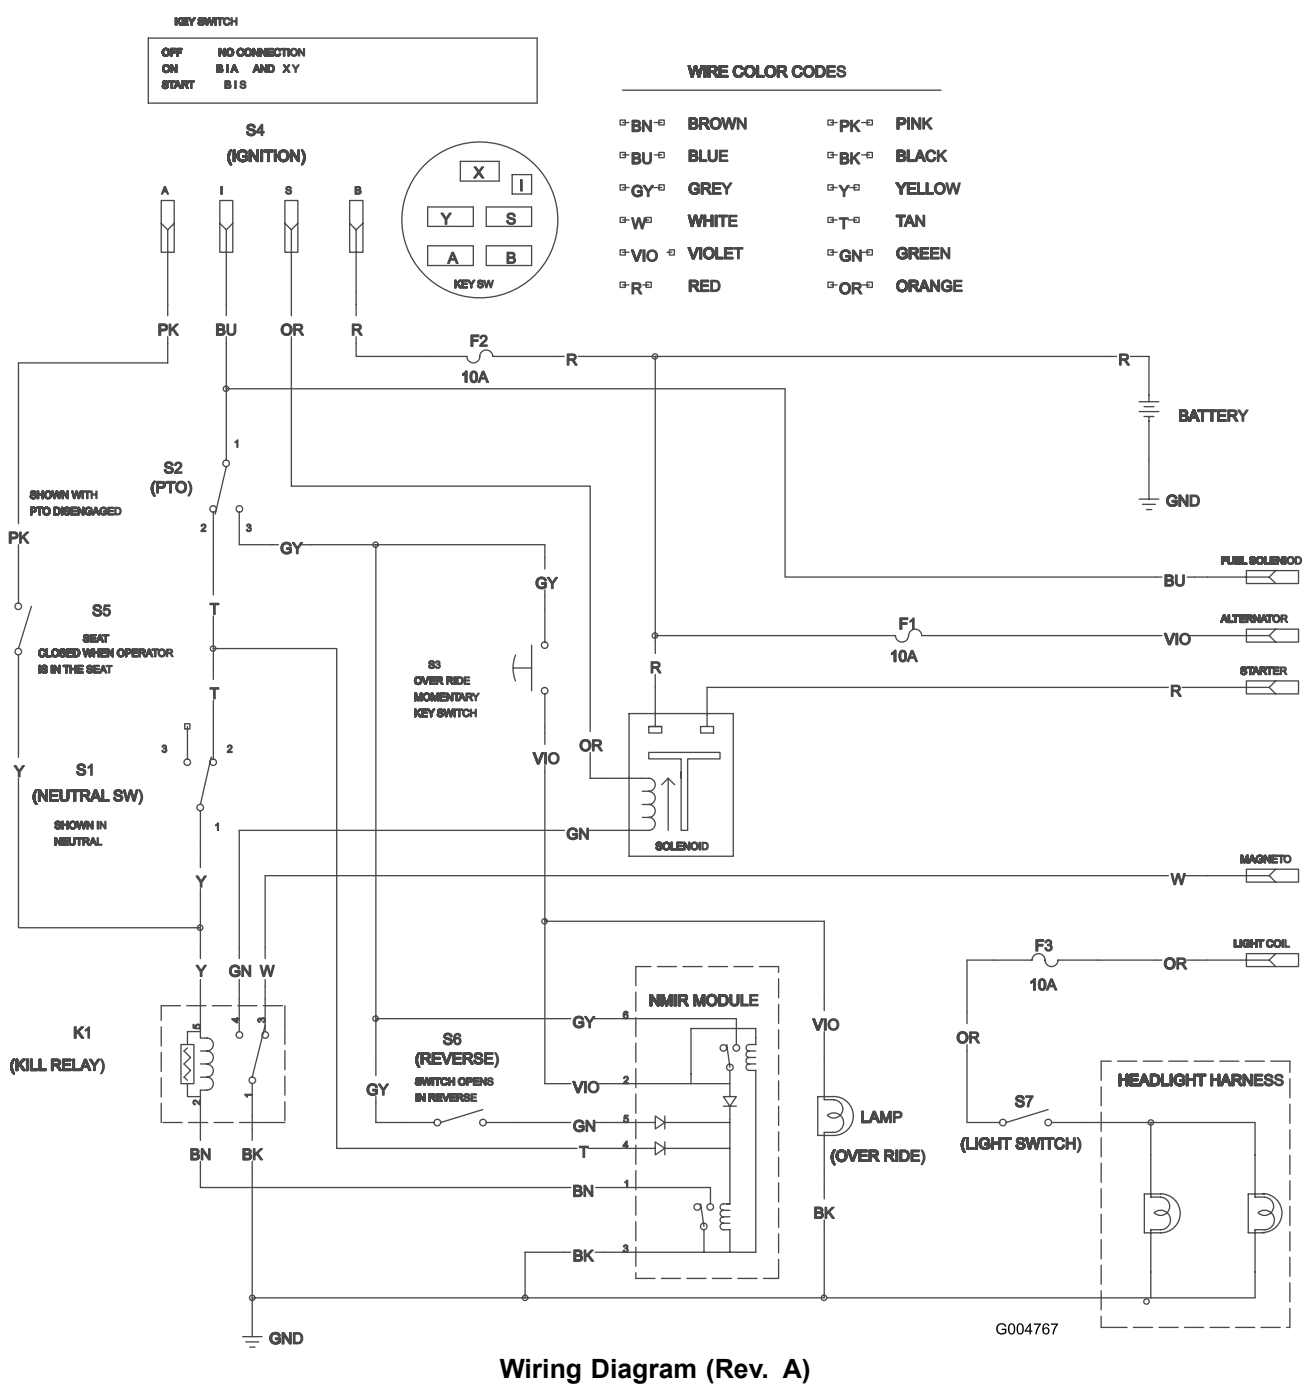 KEY SWITCH
OFF NO CONNECTION
ON B I A AND X Y
START B I S
S4
(IGNITION)
A I S B
X
I
Y S
A B
KEY SW
WIRE COLOR CODES
BN BROWN PK PINK
BU BLUE BK BLACK
GY GREY Y YELLOW
W WHITE T TAN
VIO VIOLET GN GREEN
R RED OR ORANGE
PK BU OR R
F2
10A
R
R
BATTERY
GND
1
S2
(PTO)
SHOWN WITH
PTO DISENGAGED
2 3
PK
GY
GY
FUEL SOLENIOD
BU
T
S5
SEAT
CLOSED WHEN OPERATOR
IS IN THE SEAT
F1
10A
ALTERNATOR
VIO
S3
OVER RIDE
MOMENTARY
KEY SWITCH
R
STARTER
R
T
3 2
Y
S1
(NEUTRAL SW)
SHOWN IN
NEUTRAL
1
VIO
OR
GN
SOLENOID
MAGNETO
W
Y
Y GN W
F3
10A
LIGHT COIL
OR
OR
NMIR MODULE
K1
(KILL RELAY)
5 4 3
2 1
GY 6
S6
(REVERSE)
SWITCH OPENS
IN REVERSE
GY
VIO 2
GN 5
T 4
BN BK
BN 1
BK 3
VIO
LAMP
(OVER RIDE)
BK
S7
(LIGHT SWITCH)
HEADLIGHT HARNESS
GND
G004767
Wiring Diagram (Rev. A)